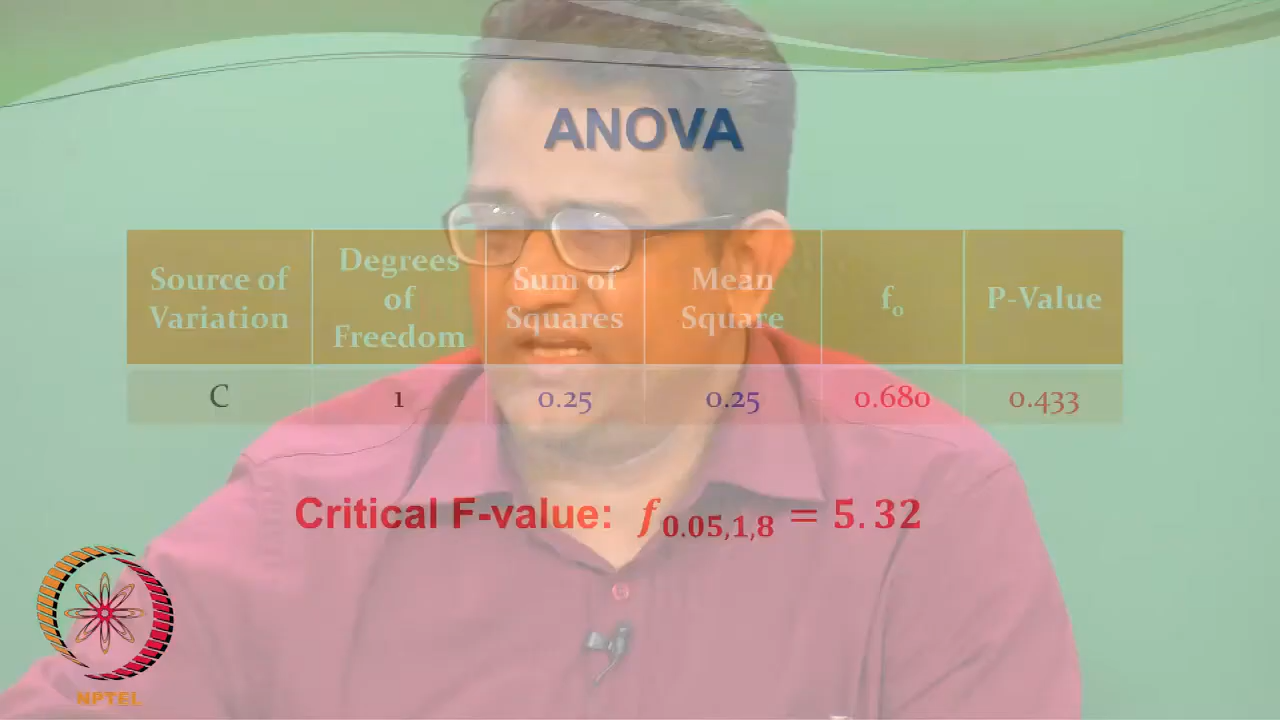 ANOVA
Source of Variation Degrees of Freedom Sum of Squares Mean Square fo P-Value
C 1 0.25 0.25 0.680 0.433
Critical F-value: f0.05,1,8 = 5.32
NPTEL